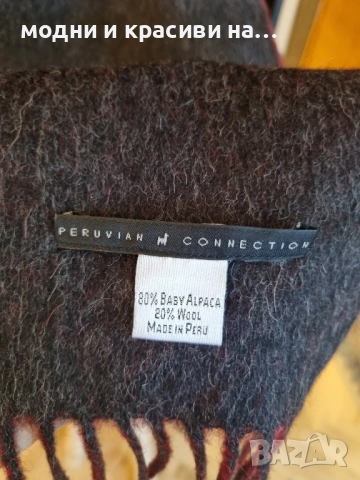 модни и красиви на...
PERUVIAN CONNECTION
80% BABY ALPACA
20% WOOL
MADE IN PERU
BAZAR